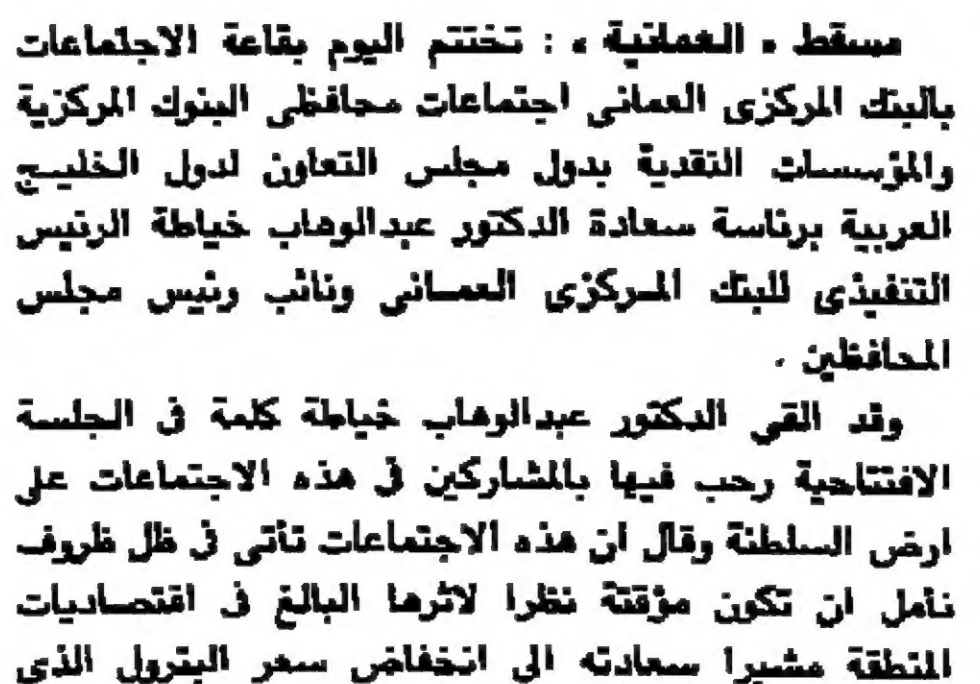 مسقط - العمانية - : تختتم اليوم بقاعة الاجتماعات
بالبنك المركزى العمانى اجتماعات محافظى البنوك المركزية
والمؤسسات النقدية بدول مجلس التعاون لدول الخليج
العربية برئاسة سعادة الدكتور عبدالوهاب خياطة الرئيس
التنفيذى للبنك المركزى العمانى ونائب رئيس مجلس
المحافظين .
وقد القي الدكتور عبدالوهاب خياطة كلمة فى الجلسة
الافتتاحية رحب فيها بالمشاركين فى هذه الاجتماعات على
ارض السلطنة وقال ان هذه الاجتماعات تأتى فى ظل ظروف
نأمل ان تكون مؤقتة نظرا لاثرها البالغ فى اقتصاديات
المنطقة مشيرا سعادته الى انخفاض سعر البترول الذى